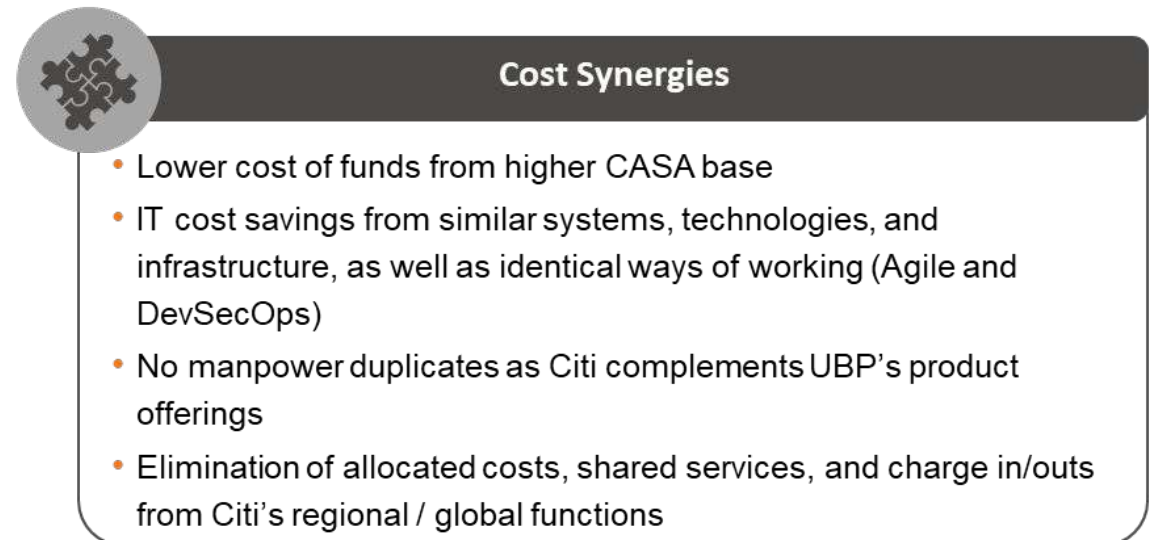 Cost Synergies
• Lower cost of funds from higher CASA base
• IT cost savings from similar systems, technologies, and
infrastructure, as well as identical ways of working (Agile and
DevSecOps)
• No manpower duplicates as Citi complements UBP’s product
offerings
• Elimination of allocated costs, shared services, and charge in/outs
from Citi’s regional / global functions